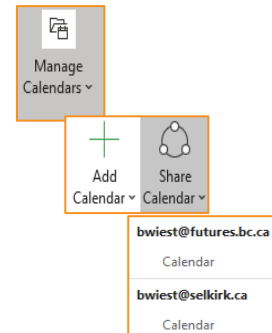 Manage
Calendars
Add
Calendar
Share
Calendar
bwiest@futures.bc.ca
Calendar
bwiest@selkirk.ca
Calendar